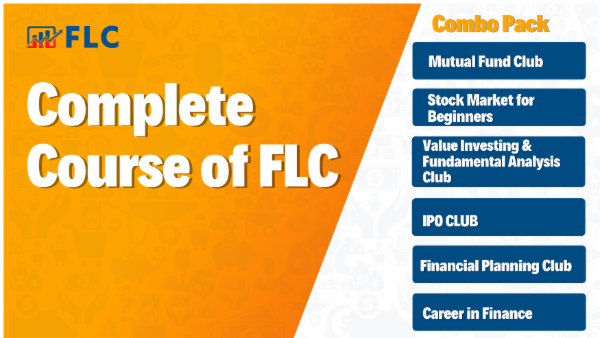 FLC
Complete
Course of FLC
Combo Pack
Mutual Fund Club
Stock Market for
Beginners
Value Investing &
Fundamental Analysis
Club
IPO CLUB
Financial Planning Club
Career in Finance